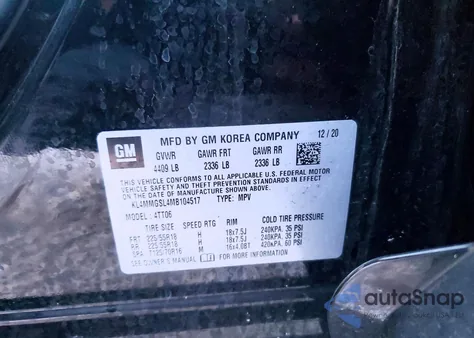 GM
MFD BY GM KOREA COMPANY 12/20
GVWR GAWR FRT GAWR RR
4409 LB 2336 LB 2336 LB
THIS VEHICLE CONFORMS TO ALL APPLICABLE U.S. FEDERAL MOTOR
VEHICLE SAFETY, BUMPER, AND THEFT PREVENTION STANDARDS IN
EFFECT ON THE DATE OF MANUFACTURE SHOWN ABOVE.
KL4MMGSL4MB104517 TYPE: MPV
MODEL: 4TT06
TIRE SIZE SPEED RTG RIM COLD TIRE PRESSURE
FRT 225/55R18 H 18x7.5J 240KPA, 35 PSI
RR 225/55R18 H 18x7.5J 240KPA, 35 PSI
SPA T125/70R16 M 16x4.0BT 420KPA, 60 PSI
SEE OWNER'S MANUAL FOR MORE INFORMATION
autoSnap